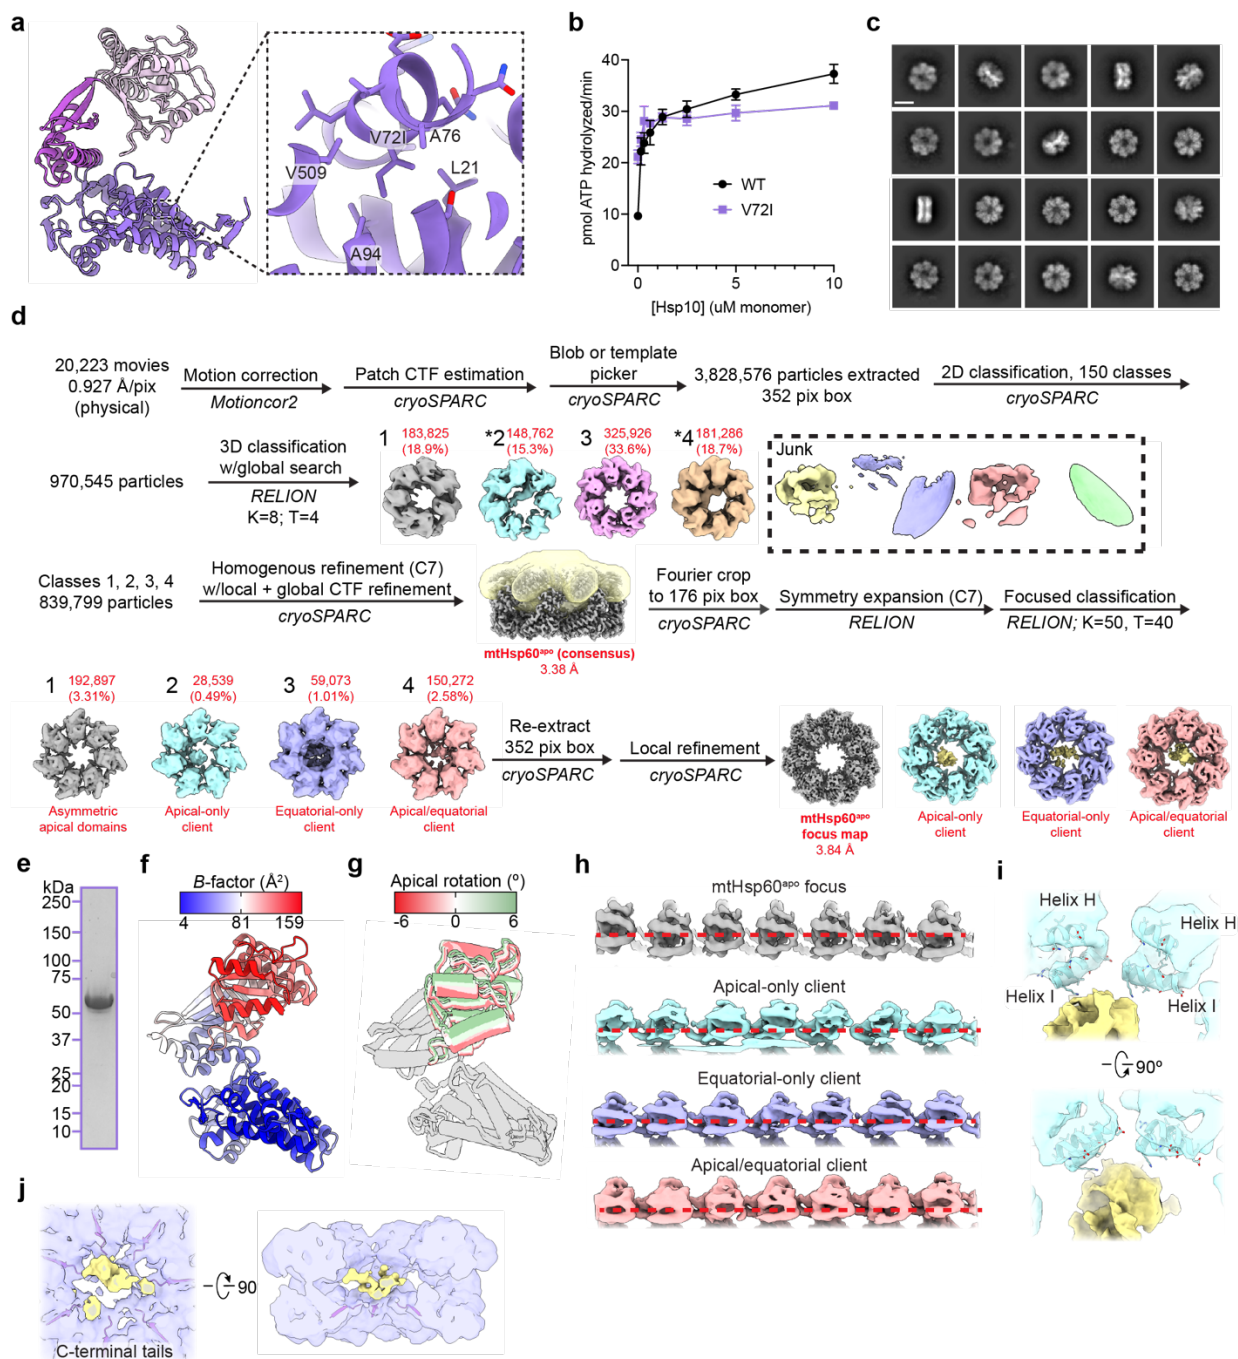 a
V72I
A76
V509
L21
A94
b
pmol ATP hydrolyzed/min
40
30
20
10
0
WT
V72I
0
5
10
[Hsp10] (uM monomer)
c
d
20,223 movies
0.927 Å/pix
(physical)
Motion correction
Motioncor2
Patch CTF estimation
cryoSPARC
Blob or template
picker
cryoSPARC
3,828,576 particles extracted
352 pix box
2D classification, 150 classes
cryoSPARC
970,545 particles
3D classification
w/global search
RELION
K=8; T=4
1
183,825
(18.9%)
*2
148,762
(15.3%)
3
325,926
(33.6%)
*4
181,286
(18.7%)
Junk
Classes 1, 2, 3, 4
839,799 particles
Homogenous refinement (C7)
w/local + global CTF refinement
cryoSPARC
mtHsp60apo (consensus)
3.38 Å
Fourier crop
to 176 pix box
cryoSPARC
Symmetry expansion (C7)
RELION
Focused classification
RELION; K=50, T=40
1
192,897
(3.31%)
Asymmetric
apical domains
2
28,539
(0.49%)
Apical-only
client
3
59,073
(1.01%)
Equatorial-only
client
4
150,272
(2.58%)
Apical/equatorial
client
Re-extract
352 pix box
cryoSPARC
Local refinement
cryoSPARC
mtHsp60apo
focus map
3.84 Å
Apical-only
client
Equatorial-only
client
Apical/equatorial
client
e
kDa
250
150
100
75
50
37
25
20
15
10
f
B-factor (Å2)
4
81
159
g
Apical rotation (º)
-6
0
6
h
mtHsp60apo focus
Apical-only client
Equatorial-only client
Apical/equatorial client
i
Helix H
Helix H
Helix I
Helix I
90º
j
C-terminal tails
90